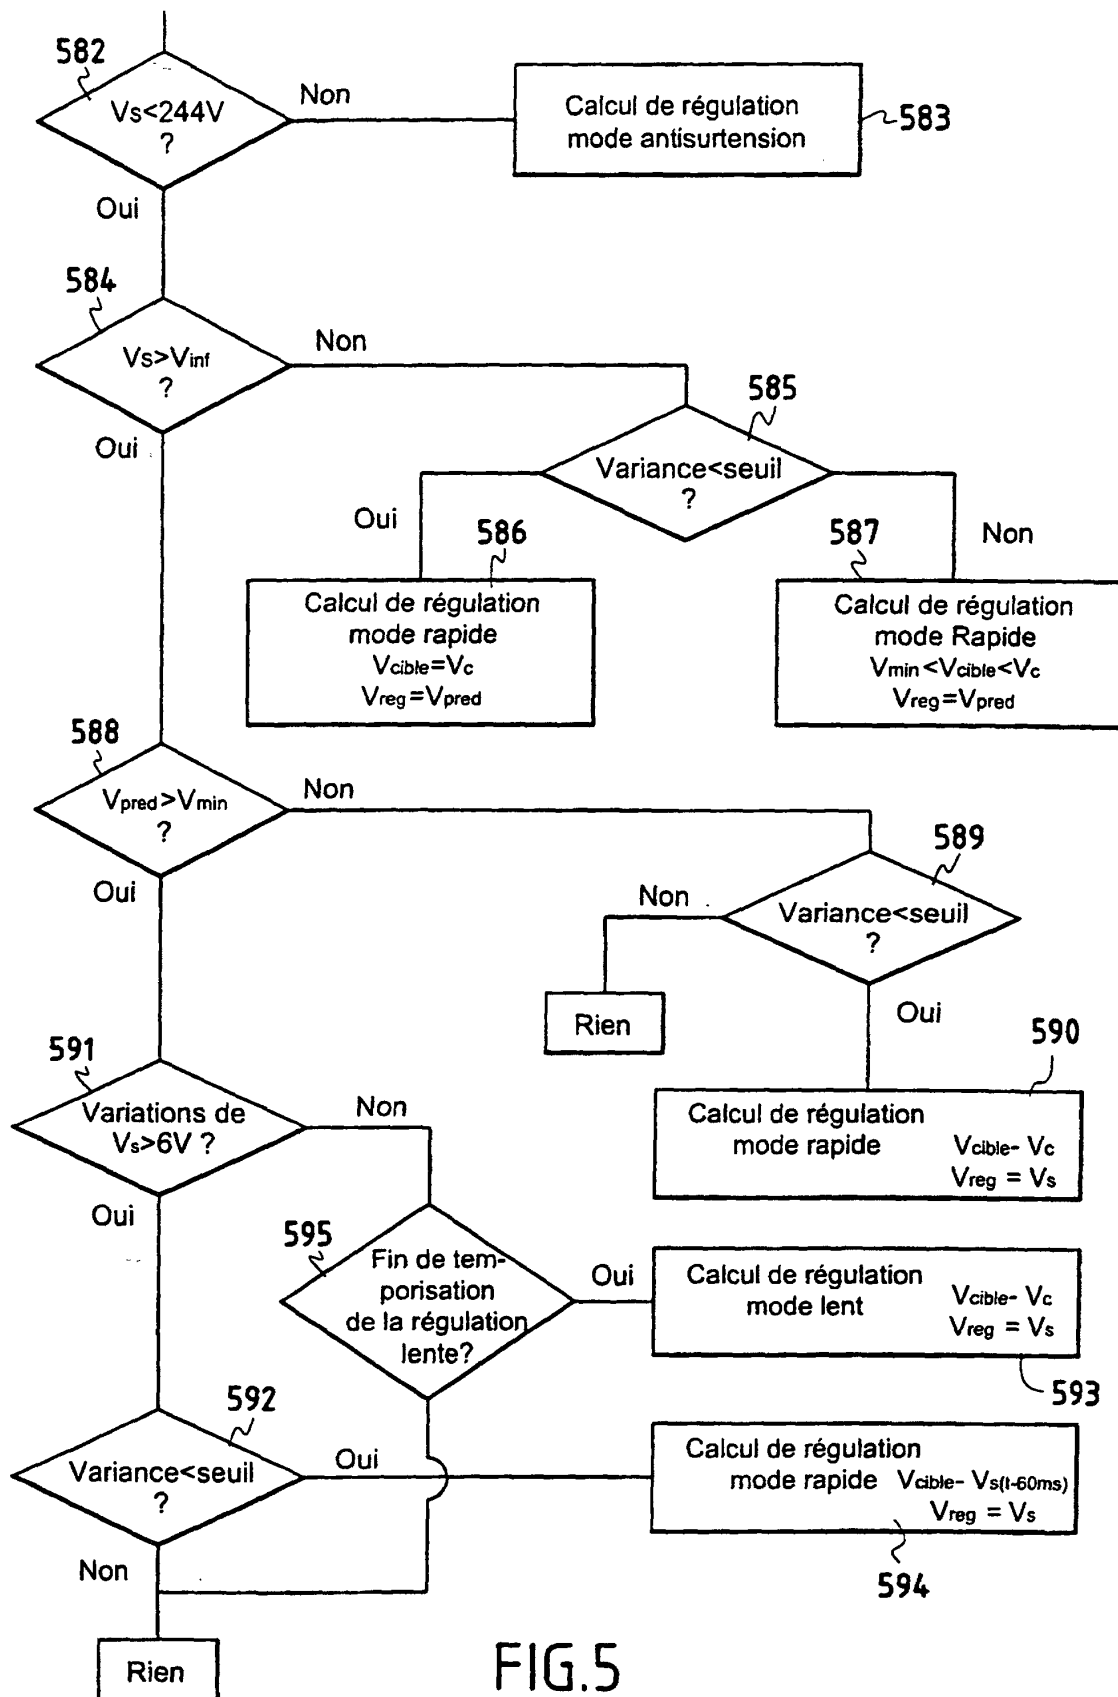 582
Vs<244V
?
Non
Calcul de régulation
mode antisurtension
583
Oui
584
Vs>Vinf
?
Non
Oui
585
Variance<seuil
?
Oui
Non
586
Calcul de régulation
mode rapide
Vcible=Vc
Vreg=Vpred
587
Calcul de régulation
mode Rapide
Vmin<Vcible<Vc
Vreg=Vpred
588
Vpred>Vmin
?
Non
Oui
589
Variance<seuil
?
Non
Rien
Oui
590
Calcul de régulation
mode rapide
Vcible- Vc
Vreg = Vs
591
Variations de
Vs>6V ?
Non
Oui
595
Fin de tem-
porisation
de la régulation
lente?
Oui
Calcul de régulation
mode lent
Vcible- Vc
Vreg = Vs
593
592
Variance<seuil
?
Oui
Calcul de régulation
mode rapide Vcible- Vs(t-60ms)
Vreg = Vs
594
Non
Rien
FIG.5